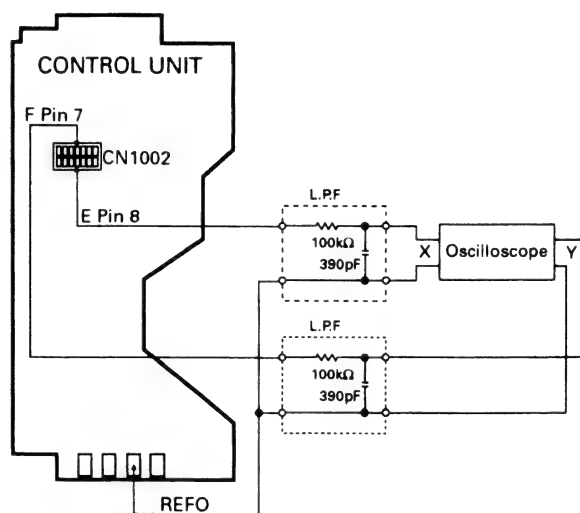 CONTROL UNIT
F Pin 7
CN1002
E Pin 8
L.P.F
100kΩ
390pF
X Oscilloscope Y
L.P.F
100kΩ
390pF
REFO